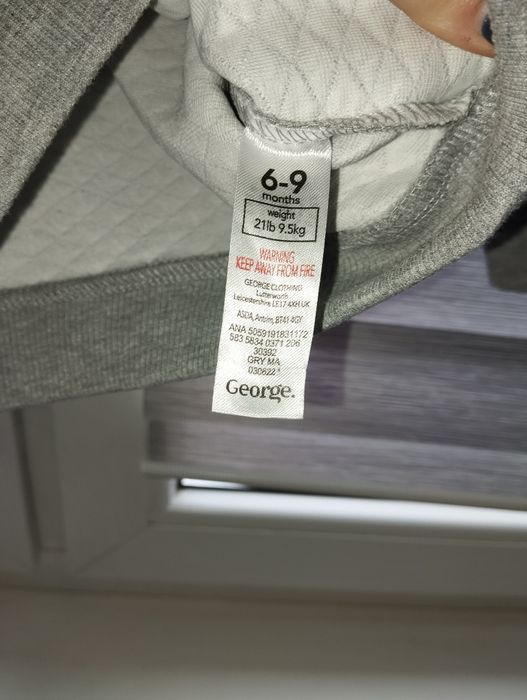 6-9
months
weight
21lb 9.5kg
WARNING
KEEP AWAY FROM FIRE
GEORGE CLOTHING
Lutterworth
Leicestershire LE17 4XH UK
ASDA, Antrim, BT41 4GY
ANA 5059191831172
583 5834 0371 206
30392
GRY MA
030822 *
George.